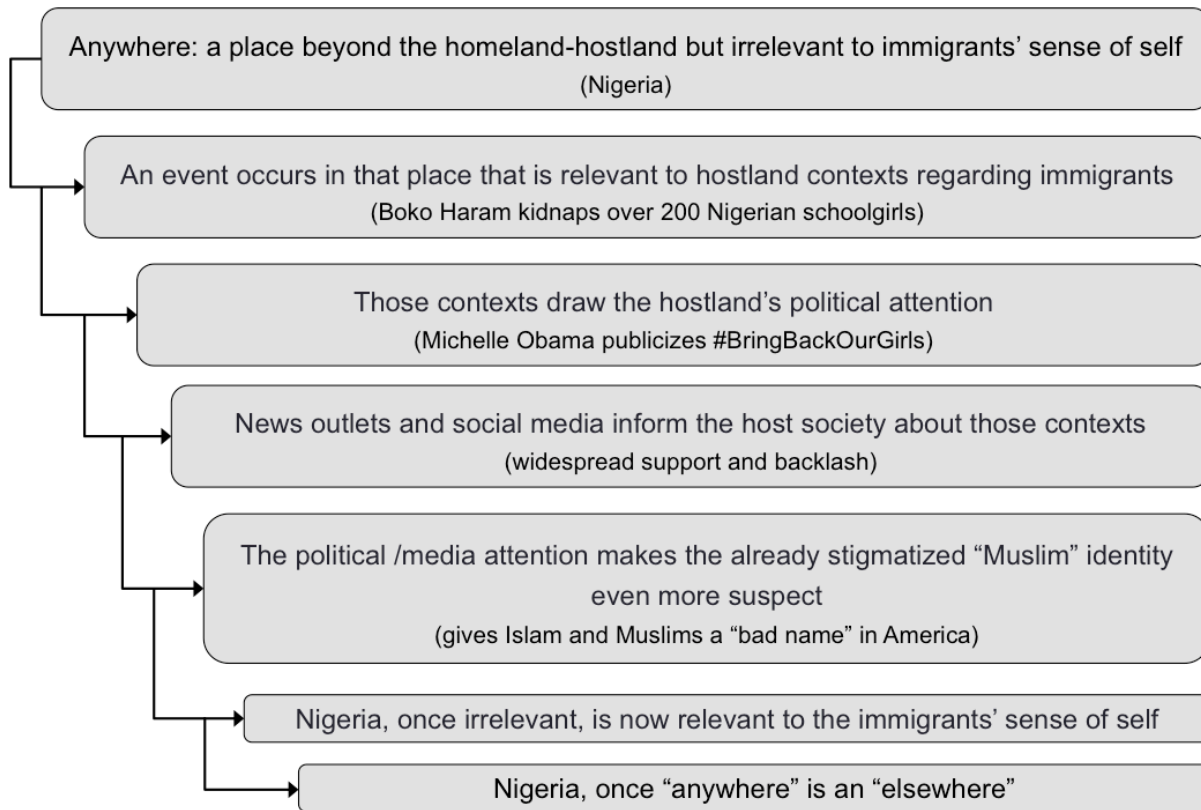 Anywhere: a place beyond the homeland-hostland but irrelevant to immigrants’ sense of self
(Nigeria)
An event occurs in that place that is relevant to hostland contexts regarding immigrants
(Boko Haram kidnaps over 200 Nigerian schoolgirls)
Those contexts draw the hostland’s political attention
(Michelle Obama publicizes #BringBackOurGirls)
News outlets and social media inform the host society about those contexts
(widespread support and backlash)
The political /media attention makes the already stigmatized “Muslim” identity
even more suspect
(gives Islam and Muslims a “bad name” in America)
Nigeria, once irrelevant, is now relevant to the immigrants’ sense of self
Nigeria, once “anywhere” is an “elsewhere”